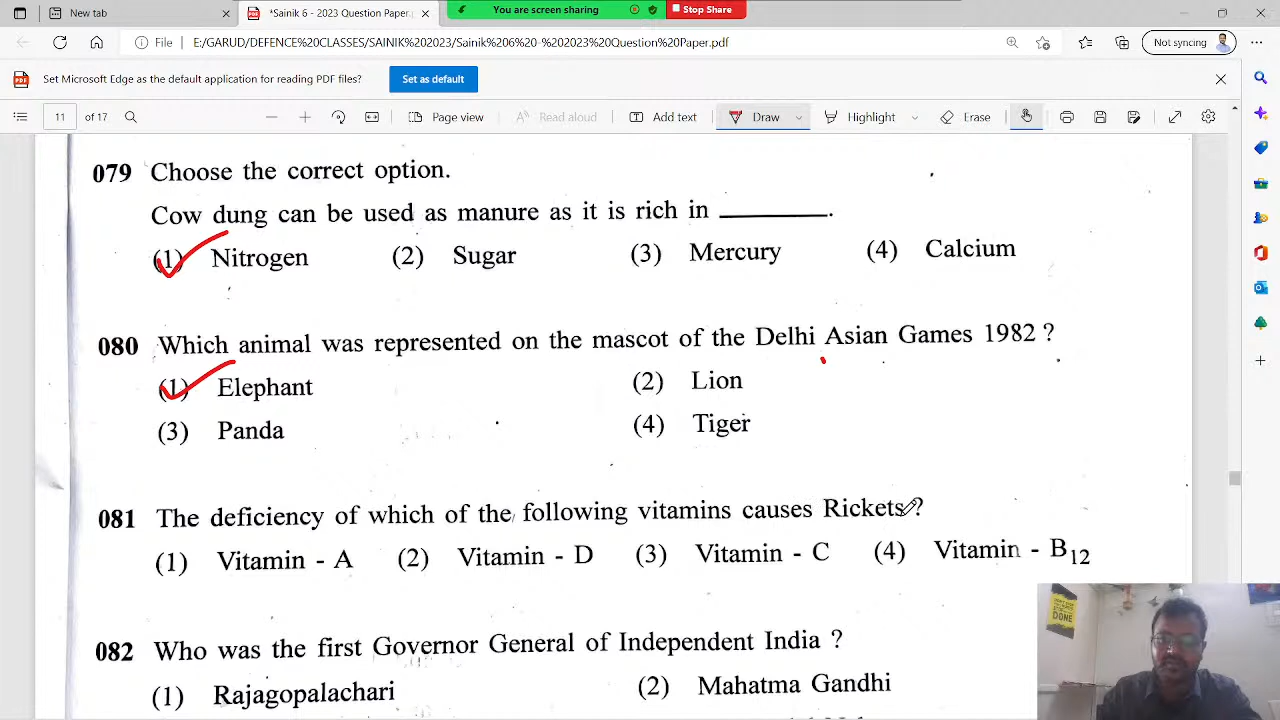 New tab
*Sainik 6 - 2023 Question Paper.
You are screen sharing
Stop Share
File
E:/GARUD/DEFENCE%20CLASSES/SAINIK%202023/Sainik%206%20-%202023%20Question%20Paper.pdf
Not syncing
Set Microsoft Edge as the default application for reading PDF files?
Set as default
11 of 17
Page view
Read aloud
Add text
Draw
Highlight
Erase
079 Choose the correct option.
Cow dung can be used as manure as it is rich in ________.
(1) Nitrogen (2) Sugar (3) Mercury (4) Calcium
080 Which animal was represented on the mascot of the Delhi Asian Games 1982 ?
(1) Elephant (2) Lion
(3) Panda (4) Tiger
081 The deficiency of which of the following vitamins causes Rickets ?
(1) Vitamin - A (2) Vitamin - D (3) Vitamin - C (4) Vitamin - B12
082 Who was the first Governor General of Independent India ?
(1) Rajagopalachari (2) Mahatma Gandhi
DONE